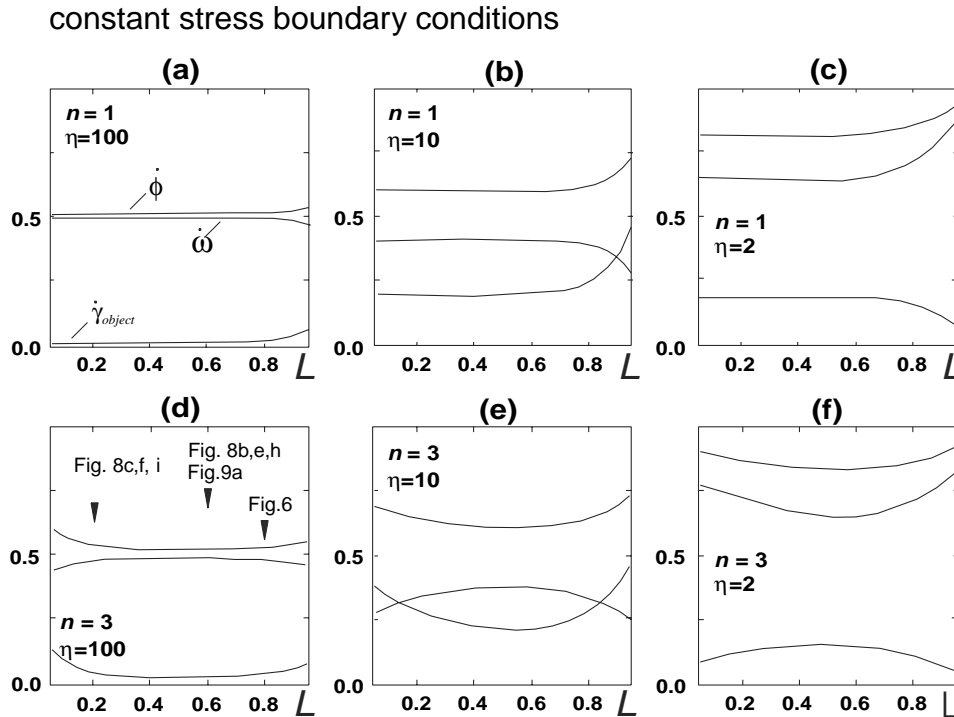 constant stress boundary conditions
(a)
n = 1
η=100
ϕ̇
ω̇
γ̇object
0.5
0.0
0.2 0.4 0.6 0.8 L
(b)
n = 1
η=10
0.5
0.0
0.2 0.4 0.6 0.8 L
(c)
n = 1
η=2
0.5
0.0
0.2 0.4 0.6 0.8 L
(d)
Fig. 8c,f, i
Fig. 8b,e,h
Fig.9a
Fig.6
n = 3
η=100
0.5
0.0
0.2 0.4 0.6 0.8 L
(e)
n = 3
η=10
0.5
0.0
0.2 0.4 0.6 0.8 L
(f)
n = 3
η=2
0.5
0.0
0.2 0.4 0.6 0.8 L